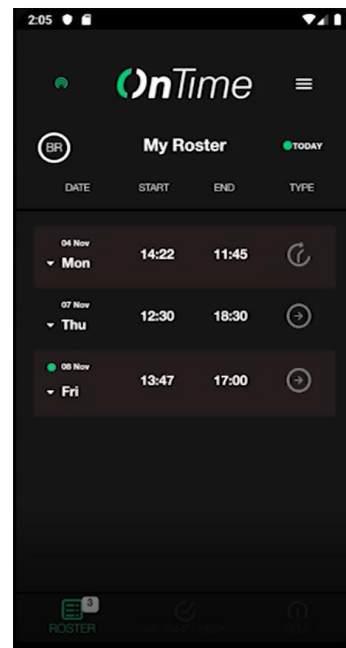 2:05
OnTime
BR
My Roster
TODAY
DATE START END TYPE
04 Nov
Mon 14:22 11:45
07 Nov
Thu 12:30 18:30
08 Nov
Fri 13:47 17:00
3
ROSTER